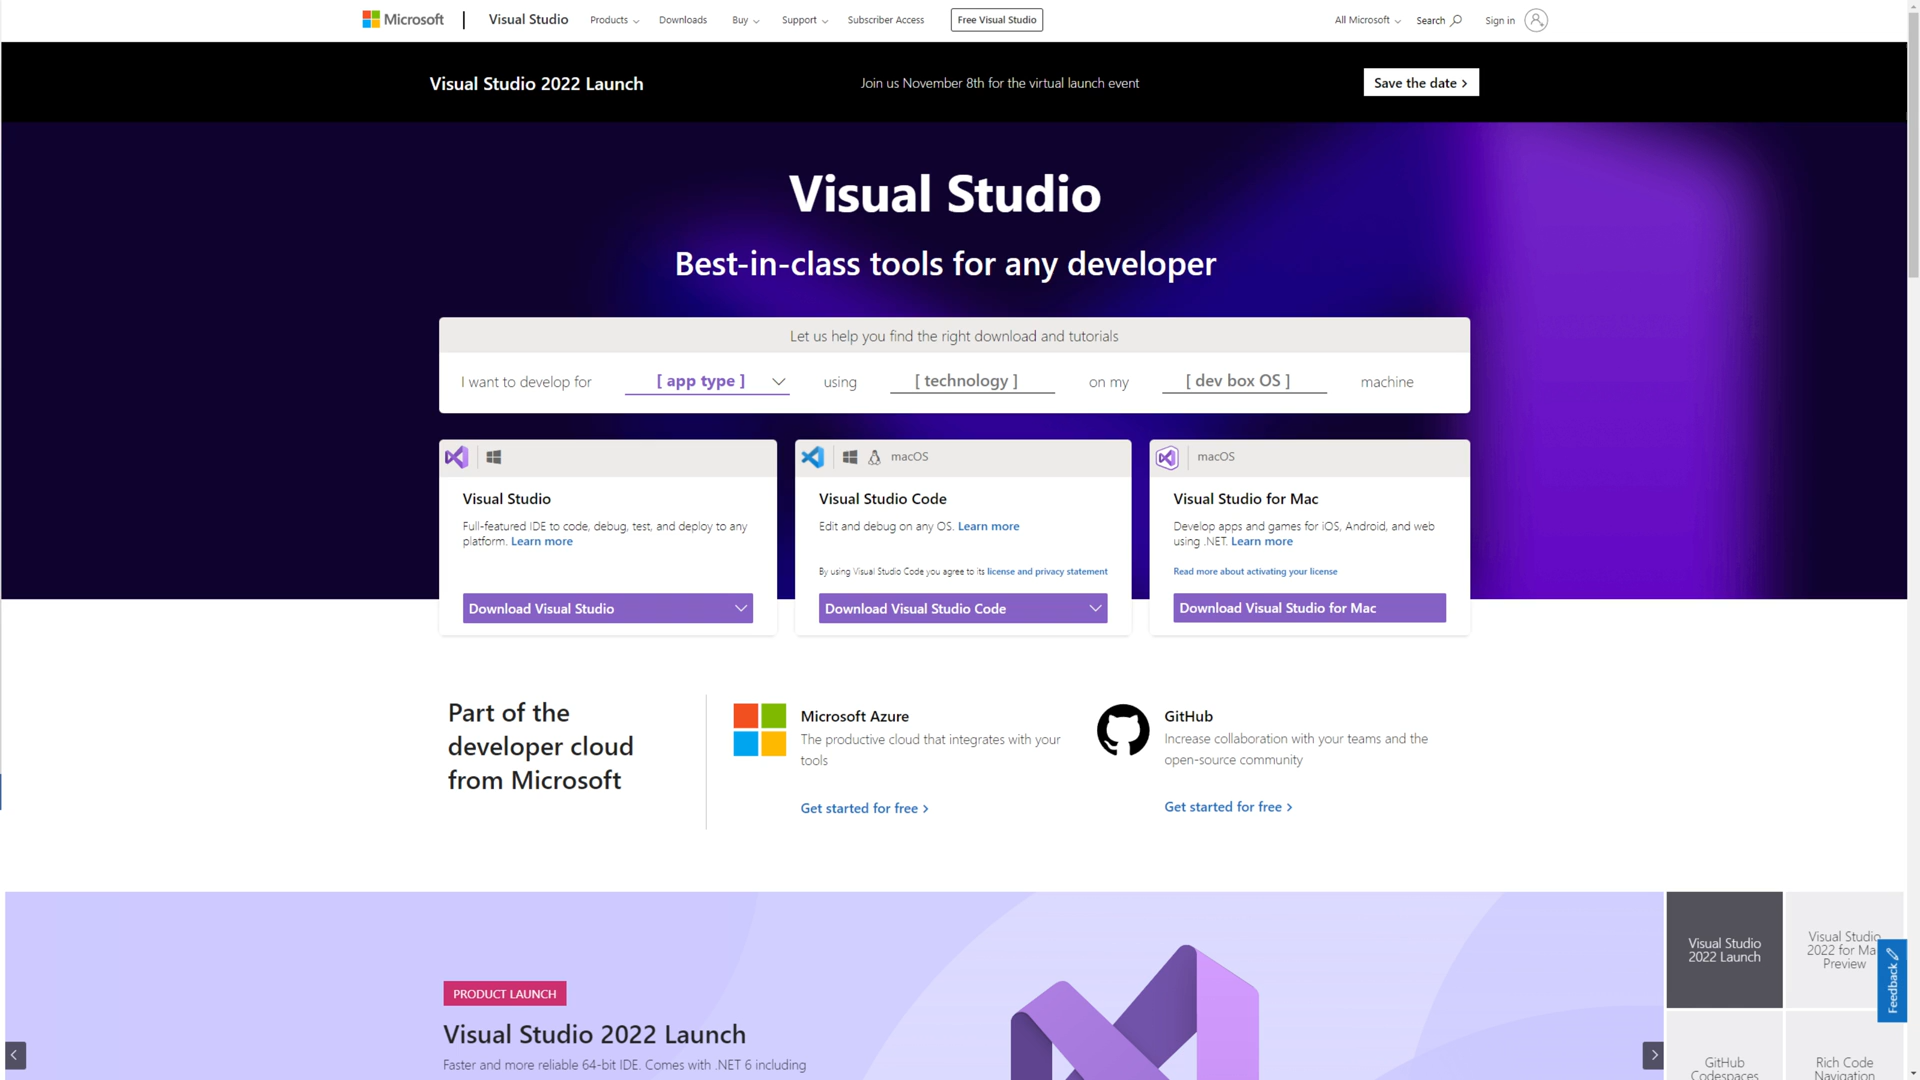 Microsoft
Visual Studio
Products
Downloads
Buy
Support
Subscriber Access
Free Visual Studio
All Microsoft
Search
Sign in
Visual Studio 2022 Launch
Join us November 8th for the virtual launch event
Save the date
Visual Studio
Best-in-class tools for any developer
Let us help you find the right download and tutorials
I want to develop for [ app type ] using [ technology ] on my [ dev box OS ] machine
Visual Studio
Full-featured IDE to code, debug, test, and deploy to any
platform. Learn more
Download Visual Studio
macOS
Visual Studio Code
Edit and debug on any OS. Learn more
By using Visual Studio Code you agree to its license and privacy statement
Download Visual Studio Code
macOS
Visual Studio for Mac
Develop apps and games for iOS, Android, and web
using .NET. Learn more
Read more about activating your license
Download Visual Studio for Mac
Part of the
developer cloud
from Microsoft
Microsoft Azure
The productive cloud that integrates with your
tools
Get started for free
GitHub
Increase collaboration with your teams and the
open-source community
Get started for free
PRODUCT LAUNCH
Visual Studio 2022 Launch
Faster and more reliable 64-bit IDE. Comes with .NET 6 including
Visual Studio
2022 Launch
Visual Studio
2022 for Ma
Preview
Feedback
GitHub
Codespaces
Rich Code
Navigation